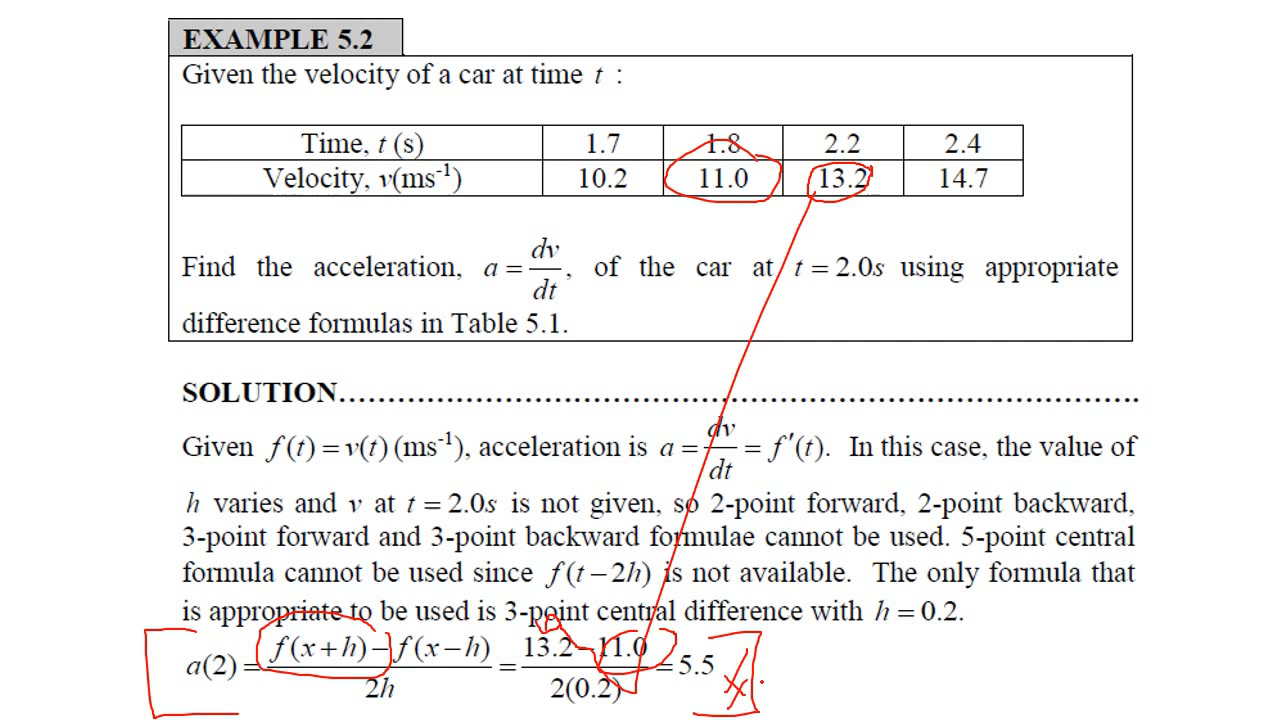 EXAMPLE 5.2
Given the velocity of a car at time t :
Time, t (s) 1.7 1.8 2.2 2.4
Velocity, v(ms⁻¹) 10.2 11.0 13.2 14.7
Find the acceleration, a = dv/dt, of the car at t = 2.0s using appropriate
difference formulas in Table 5.1.
SOLUTION……………………………………………………………………….
Given f(t) = v(t) (ms⁻¹), acceleration is a = dv/dt = f′(t). In this case, the value of
h varies and v at t = 2.0s is not given, so 2-point forward, 2-point backward,
3-point forward and 3-point backward formulae cannot be used. 5-point central
formula cannot be used since f(t − 2h) is not available. The only formula that
is appropriate to be used is 3-point central difference with h = 0.2.
a(2) = (f(x + h) − f(x − h))/2h = (13.2 − 11.0)/2(0.2) = 5.5